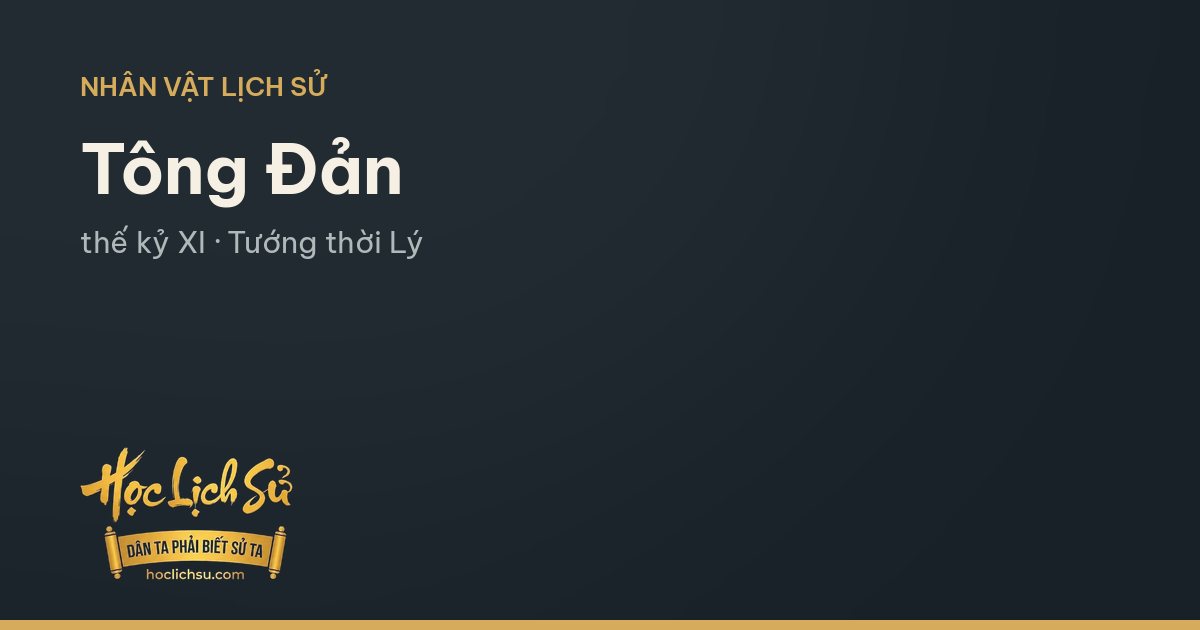 NHÂN VẬT LỊCH SỬ
Tông Đản
thế kỷ XI · Tướng thời Lý
Học Lịch Sử
DÂN TA PHẢI BIẾT SỬ TA
hoclichsu.com